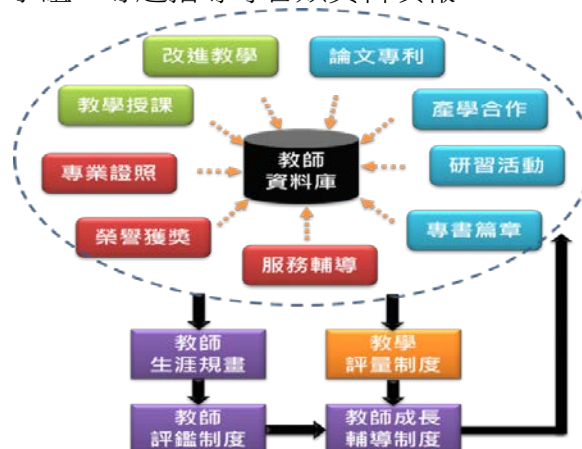 改進教學
論文專利
教學授課
產學合作
教師
資料庫
專業證照
研習活動
榮譽獲獎
專書篇章
服務輔導
教師
生涯規畫
教學
評量制度
教師
評鑑制度
教師成長
輔導制度